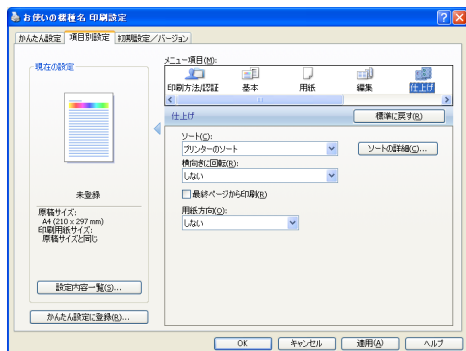 お使いの機種名 印刷設定
かんたん設定 項目別設定 初期設定／バージョン
現在の設定
未登録
原稿サイズ:
A4 (210 x 297 mm)
印刷用紙サイズ:
原稿サイズと同じ
設定内容一覧(S)...
かんたん設定に登録(R)...
メニュー項目(M):
印刷方法/認証 基本 用紙 編集 仕上げ
仕上げ 標準に戻す(R)
ソート(C):
プリンターのソート ソートの詳細(C)...
横向きに回転(R):
しない
最終ページから印刷(R)
用紙方向(O):
しない
OK キャンセル 適用(A) ヘルプ